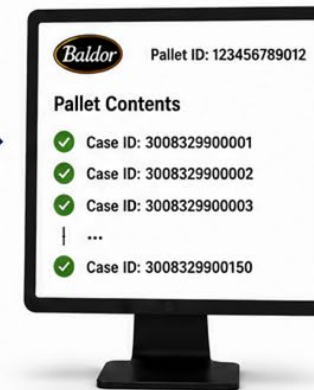 Baldor
Pallet ID: 123456789012
Pallet Contents
Case ID: 3008329900001
Case ID: 3008329900002
Case ID: 3008329900003
...
Case ID: 3008329900150